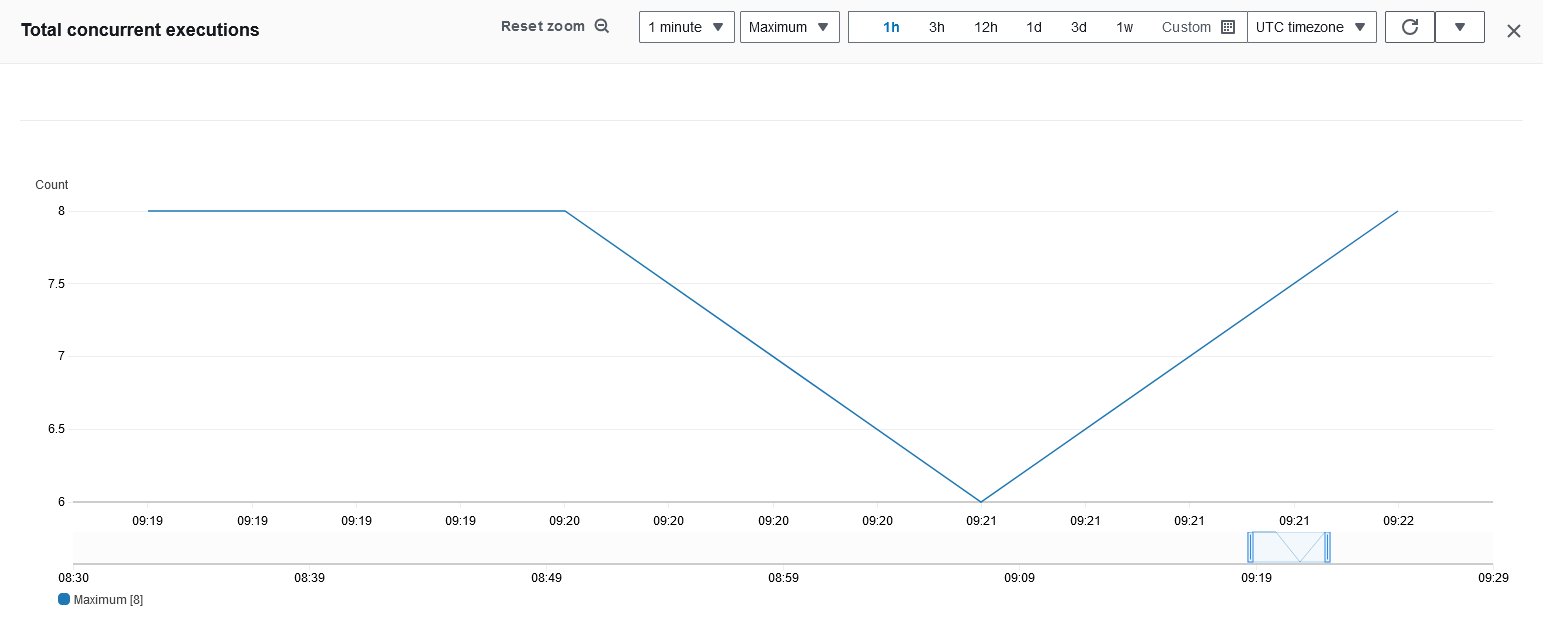 Total concurrent executions Reset zoom 1 minute Maximum 1h 3h 12h 1d 3d 1w Custom UTC timezone
Count
8
7.5
7
6.5
6
09:19 09:19 09:19 09:19 09:20 09:20 09:20 09:20 09:21 09:21 09:21 09:21 09:22
08:30 08:39 08:49 08:59 09:09 09:19 09:29
Maximum [8]